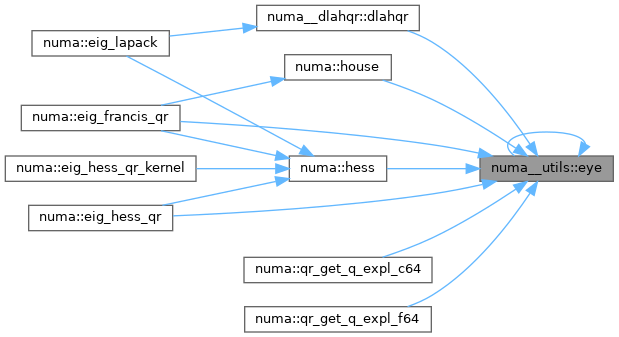 numa__dlahqr::dlahqr
numa::eig_lapack
numa::house
numa::eig_francis_qr
numa::eig_hess_qr_kernel
numa::hess
numa__utils::eye
numa::eig_hess_qr
numa::qr_get_q_expl_c64
numa::qr_get_q_expl_f64